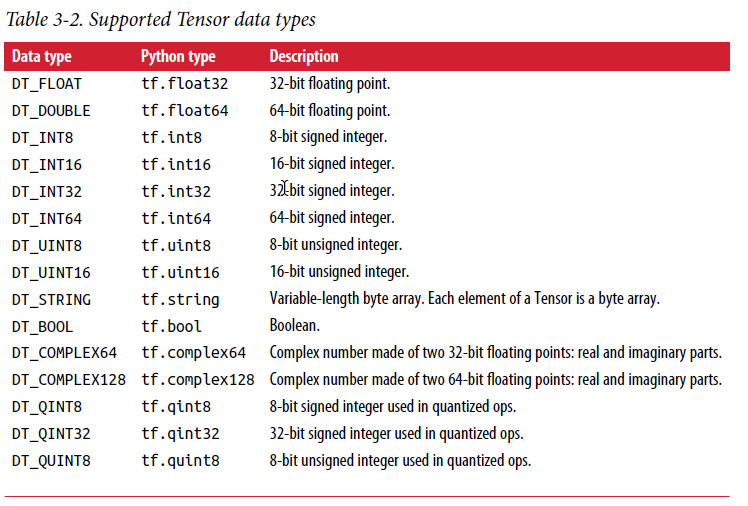 Table 3-2. Supported Tensor data types
Data type Python type Description
DT_FLOAT tf.float32 32-bit floating point.
DT_DOUBLE tf.float64 64-bit floating point.
DT_INT8 tf.int8 8-bit signed integer.
DT_INT16 tf.int16 16-bit signed integer.
DT_INT32 tf.int32 32-bit signed integer.
DT_INT64 tf.int64 64-bit signed integer.
DT_UINT8 tf.uint8 8-bit unsigned integer.
DT_UINT16 tf.uint16 16-bit unsigned integer.
DT_STRING tf.string Variable-length byte array. Each element of a Tensor is a byte array.
DT_BOOL tf.bool Boolean.
DT_COMPLEX64 tf.complex64 Complex number made of two 32-bit floating points: real and imaginary parts.
DT_COMPLEX128 tf.complex128 Complex number made of two 64-bit floating points: real and imaginary parts.
DT_QINT8 tf.qint8 8-bit signed integer used in quantized ops.
DT_QINT32 tf.qint32 32-bit signed integer used in quantized ops.
DT_QUINT8 tf.quint8 8-bit unsigned integer used in quantized ops.